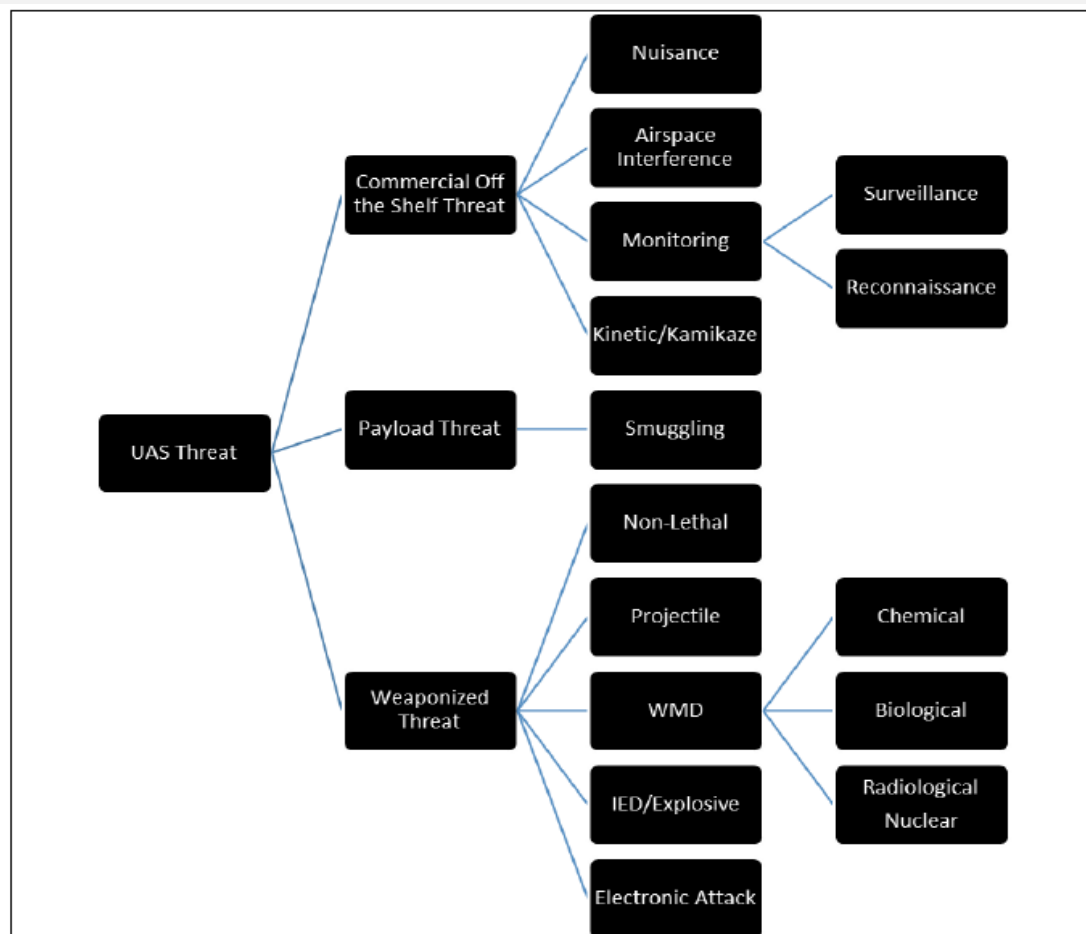 Nuisance
Airspace
Interference
Commercial Off
the Shelf Threat
Surveillance
Monitoring
Reconnaissance
Kinetic/Kamikaze
UAS Threat
Payload Threat
Smuggling
Non-Lethal
Projectile
Chemical
Weaponized
Threat
WMD
Biological
IED/Explosive
Radiological
Nuclear
Electronic Attack